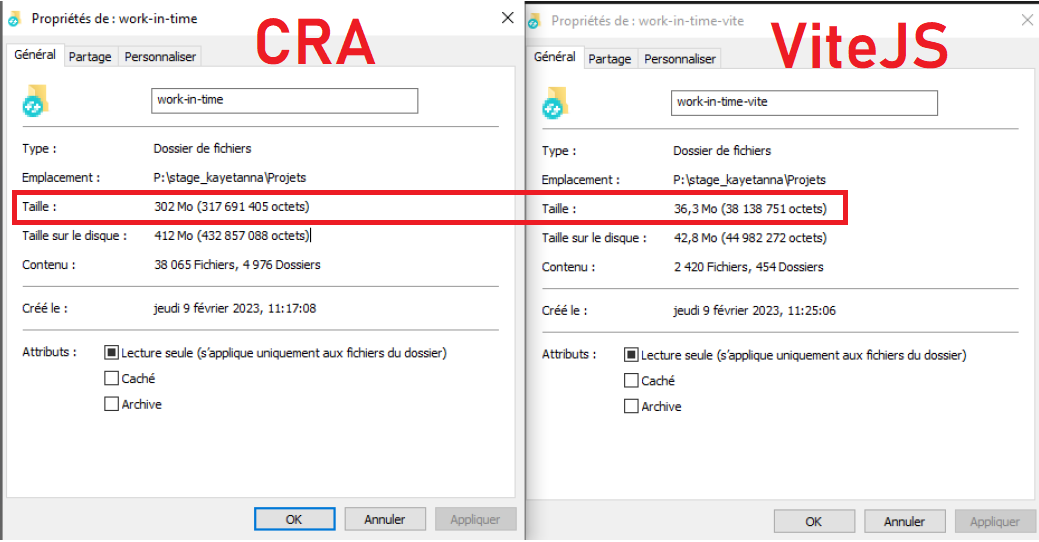 Propriétés de : work-in-time
CRA
Général Partage Personnaliser
work-in-time
Type : Dossier de fichiers
Emplacement : P:\stage_kayetanna\Projets
Taille : 302 Mo (317 691 405 octets)
Taille sur le disque : 412 Mo (432 857 088 octets)
Contenu : 38 065 Fichiers, 4 976 Dossiers
Créé le : jeudi 9 février 2023, 11:17:08
Attributs : Lecture seule (s'applique uniquement aux fichiers du dossier)
Caché
Archive
OK Annuler Appliquer
Propriétés de : work-in-time-vite
ViteJS
Général Partage Personnaliser
work-in-time-vite
Type : Dossier de fichiers
Emplacement : P:\stage_kayetanna\Projets
Taille : 36,3 Mo (38 138 751 octets)
Taille sur le disque : 42,8 Mo (44 982 272 octets)
Contenu : 2 420 Fichiers, 454 Dossiers
Créé le : jeudi 9 février 2023, 11:25:06
Attributs : Lecture seule (s'applique uniquement aux fichiers du dossier)
Caché
Archive
OK Annuler Appliquer